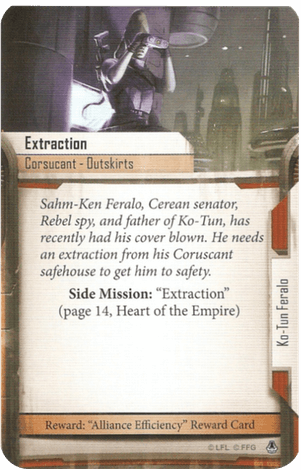 Extraction
Corsucant - Outskirts
Sahn-Ken Feralo, Cerean senator,
Rebel spy, and father of Ko-Tun, has
recently had his cover blown. He needs
an extraction from his Coruscant
safehouse to get him to safety.
Side Mission: “Extraction”
(page 14, Heart of the Empire)
Ko-Tun Feralo
Reward: “Alliance Efficiency” Reward Card
© LFL © FFG